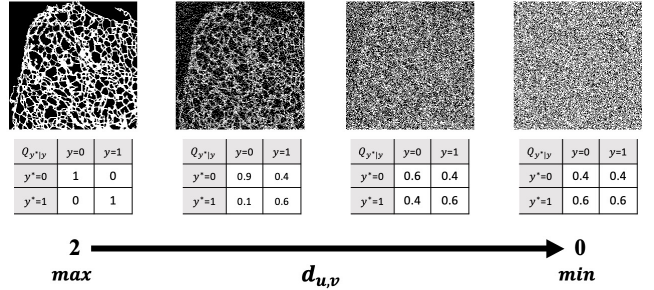 Q_{y*|y} y=0 y=1 Q_{y*|y} y=0 y=1 Q_{y*|y} y=0 y=1 Q_{y*|y} y=0 y=1
y*=0 1 0 y*=0 0.9 0.4 y*=0 0.6 0.4 y*=0 0.4 0.4
y*=1 0 1 y*=1 0.1 0.6 y*=1 0.4 0.6 y*=1 0.6 0.6
2 0
max d_{u,v} min